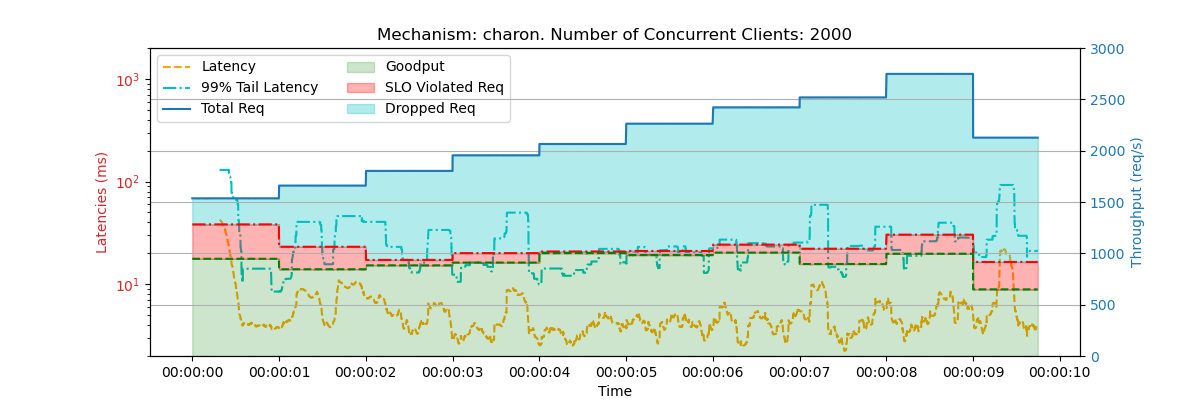 Mechanism: charon. Number of Concurrent Clients: 2000
Latency
99% Tail Latency
Total Req
Goodput
SLO Violated Req
Dropped Req
10³
10²
10¹
Latencies (ms)
3000
2500
2000
1500
1000
500
0
Throughput (req/s)
00:00:00 00:00:01 00:00:02 00:00:03 00:00:04 00:00:05 00:00:06 00:00:07 00:00:08 00:00:09 00:00:10
Time